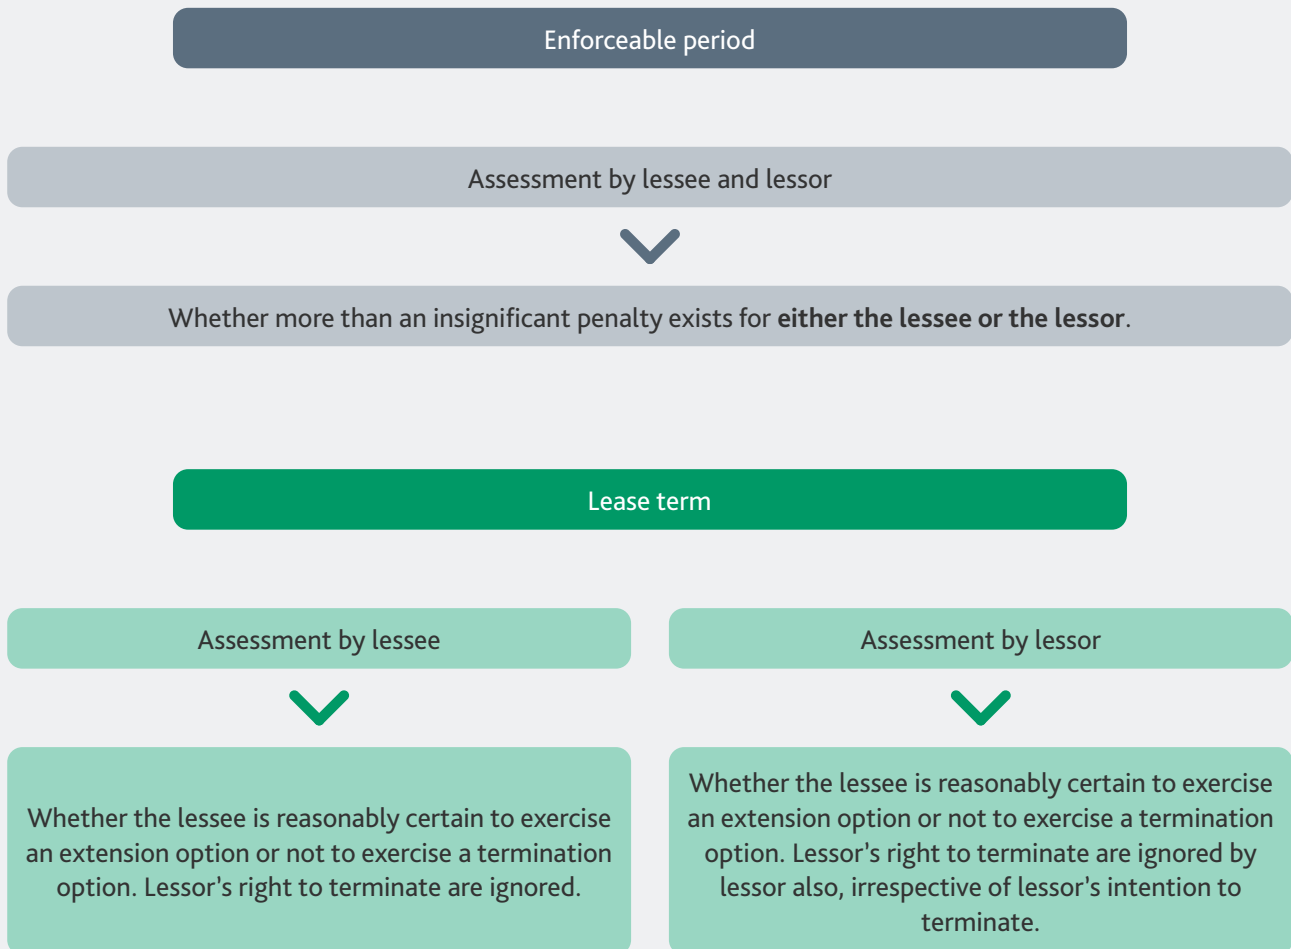 Enforceable period
Assessment by lessee and lessor
Whether more than an insignificant penalty exists for either the lessee or the lessor.
Lease term
Assessment by lessee
Whether the lessee is reasonably certain to exercise
an extension option or not to exercise a termination
option. Lessor’s right to terminate are ignored.
Assessment by lessor
Whether the lessee is reasonably certain to exercise
an extension option or not to exercise a termination
option. Lessor’s right to terminate are ignored by
lessor also, irrespective of lessor’s intention to
terminate.